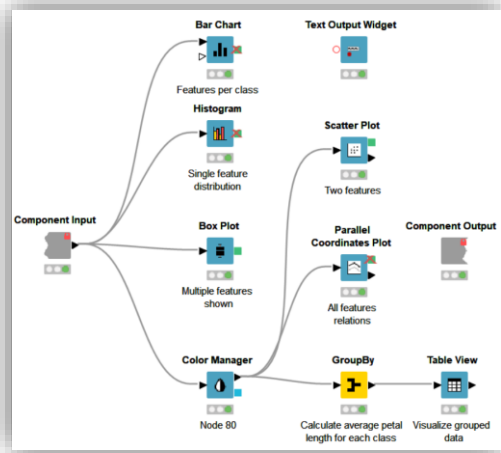 Bar Chart
Text Output Widget
Features per class
Histogram
Scatter Plot
Single feature
distribution
Two features
Component Input
Box Plot
Parallel
Coordinates Plot
Component Output
Multiple features
shown
All features
relations
Color Manager
GroupBy
Table View
Node 80
Calculate average petal
length for each class
Visualize grouped
data